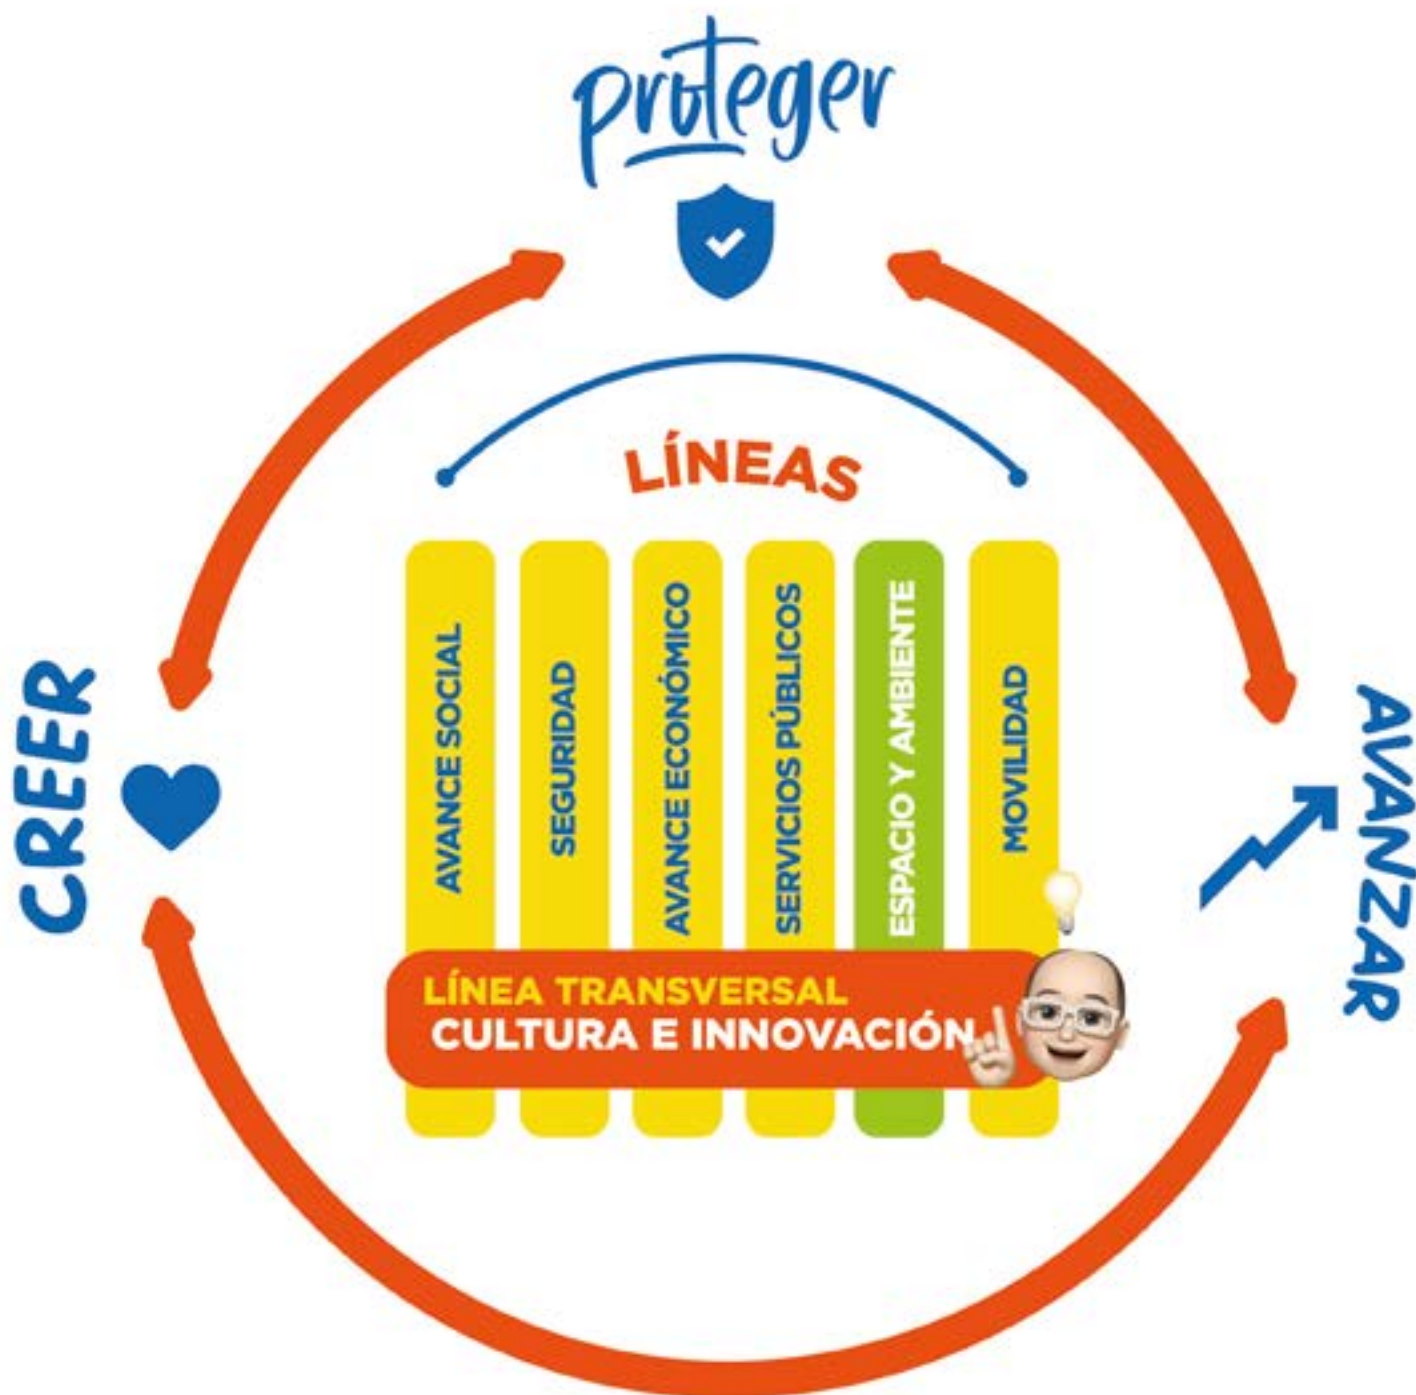 proteger
LÍNEAS
CREER
AVANCE SOCIAL
SEGURIDAD
AVANCE ECONÓMICO
SERVICIOS PÚBLICOS
ESPACIO Y AMBIENTE
MOVILIDAD
AVANZAR
LÍNEA TRANSVERSAL
CULTURA E INNOVACIÓN